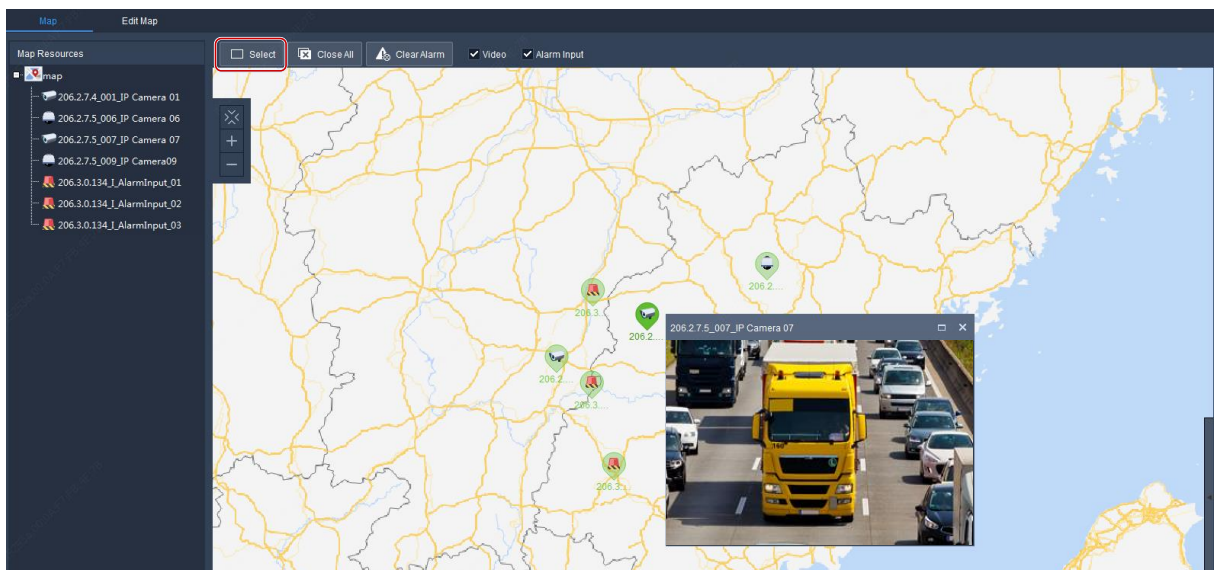 Map Edit Map
Map Resources
Select Close All Clear Alarm Video Alarm Input
map
206.2.7.4_001_IP Camera 01
206.2.7.5_006_IP Camera 06
206.2.7.5_007_IP Camera 07
206.2.7.5_009_IP Camera09
206.3.0.134_I_AlarmInput_01
206.3.0.134_I_AlarmInput_02
206.3.0.134_I_AlarmInput_03
206.2....
206.3....
206.2....
206.2.7.5_007_IP Camera 07
206.2....
206.3....
206.3....